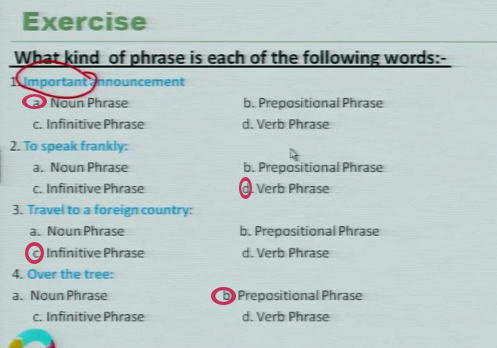 Exercise
What kind of phrase is each of the following words:-
1. Important announcement
a. Noun Phrase b. Prepositional Phrase
c. Infinitive Phrase d. Verb Phrase
2. To speak frankly:
a. Noun Phrase b. Prepositional Phrase
c. Infinitive Phrase d. Verb Phrase
3. Travel to a foreign country:
a. Noun Phrase b. Prepositional Phrase
c. Infinitive Phrase d. Verb Phrase
4. Over the tree:
a. Noun Phrase b. Prepositional Phrase
c. Infinitive Phrase d. Verb Phrase